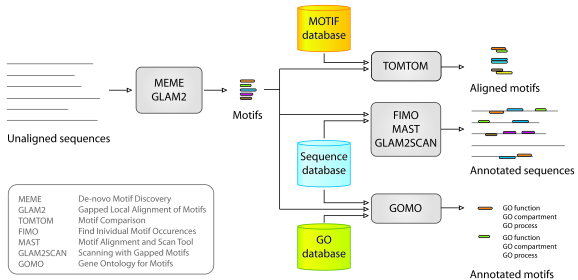 MOTIF
database
MEME
GLAM2
TOMTOM
Motifs
Aligned motifs
Unaligned sequences
FIMO
MAST
GLAM2SCAN
Annotated sequences
Sequence
database
MEME De-novo Motif Discovery
GLAM2 Gapped Local Alignment of Motifs
TOMTOM Motif Comparison
FIMO Find Inividual Motif Occurences
MAST Motif Alignment and Scan Tool
GLAM2SCAN Scanning with Gapped Motifs
GOMO Gene Ontology for Motifs
GOMO
GO
database
GO function
GO compartment
GO process
GO function
GO compartment
GO process
Annotated motifs